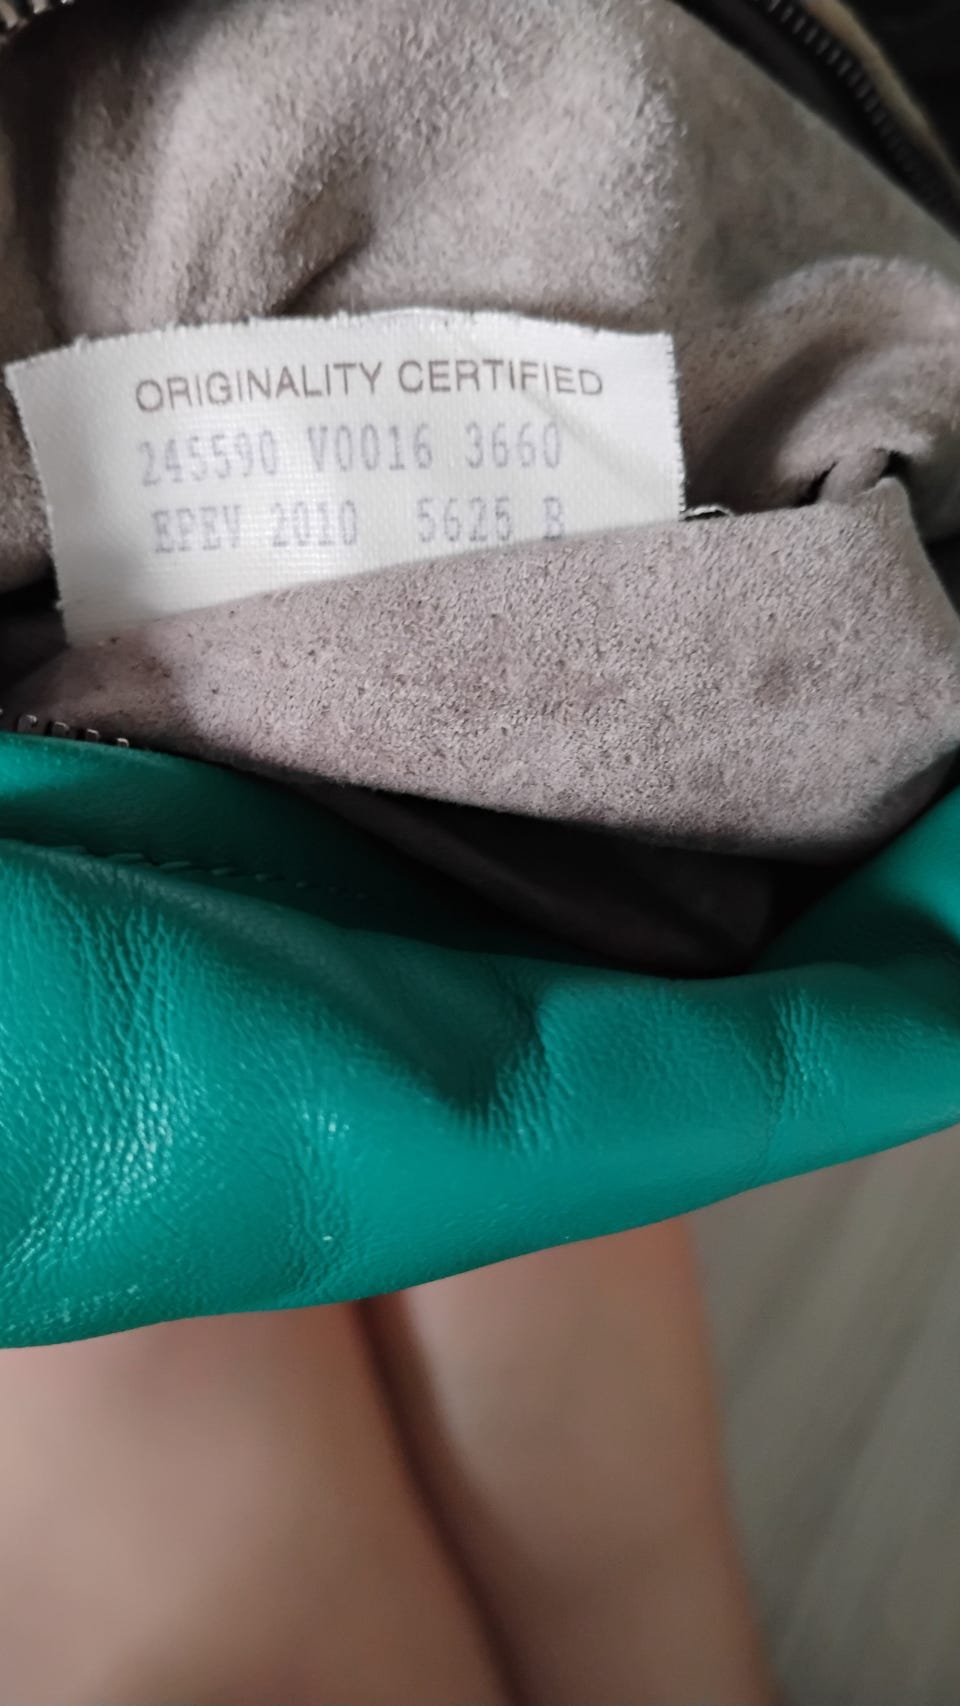 ORIGINALITY CERTIFIED
245590 V0016 3660
EPEV 2010 5625 B